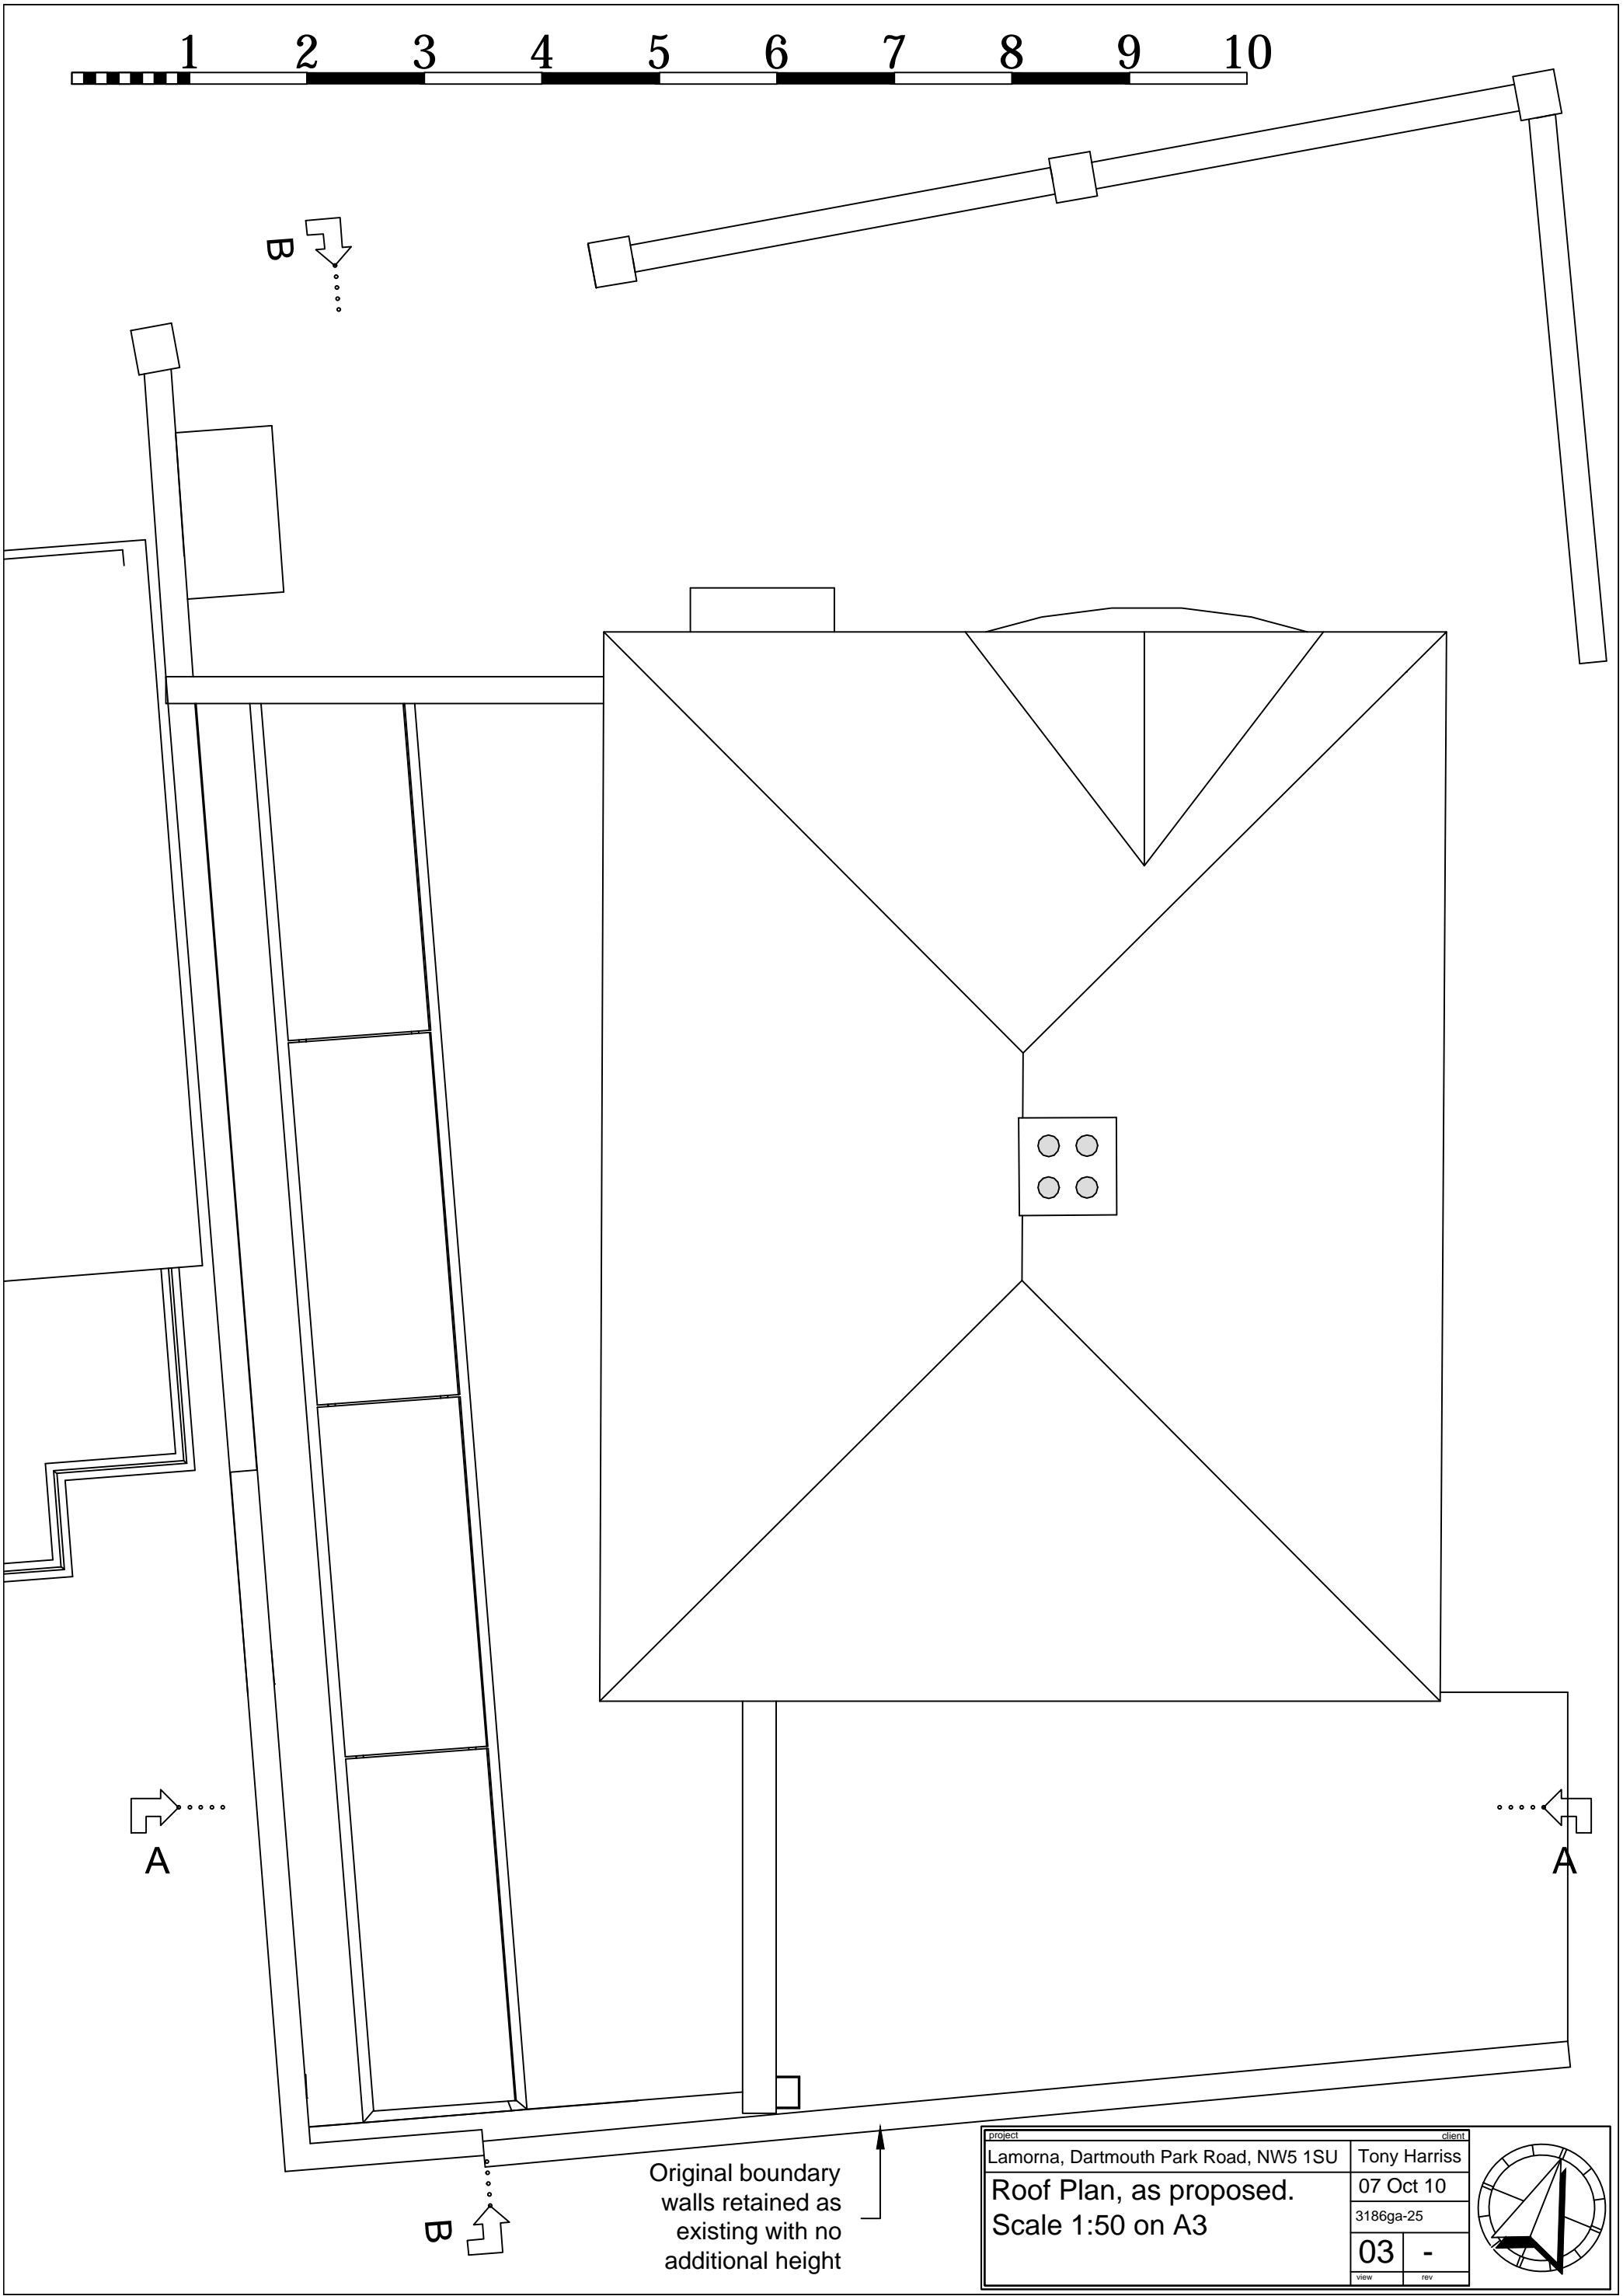 1 2 3 4 5 6 7 8 9 10
B
A
A
B
Original boundary
walls retained as
existing with no
additional height
project client
Lamorna, Dartmouth Park Road, NW5 1SU Tony Harriss
Roof Plan, as proposed. 07 Oct 10
Scale 1:50 on A3 3186ga-25
03 -
view rev